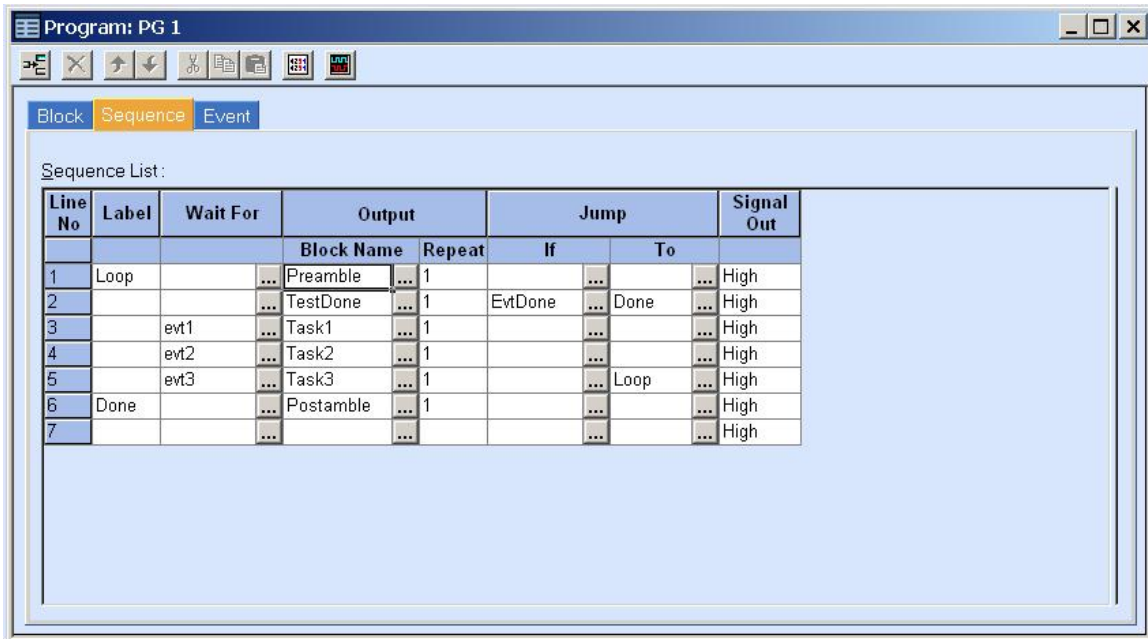 Program: PG 1
Block Sequence Event
Sequence List:
Line No Label Wait For Output Jump Signal Out
Block Name Repeat If To
1 Loop ... Preamble ... 1 ... ... High
2 ... TestDone ... 1 EvtDone ... Done ... High
3 evt1 ... Task1 ... 1 ... ... High
4 evt2 ... Task2 ... 1 ... ... High
5 evt3 ... Task3 ... 1 ... Loop ... High
6 Done ... Postamble ... 1 ... ... High
7 ... ... ... ... High